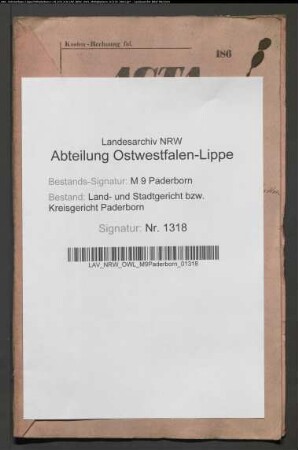 Kosten-Rechnung fol.
186
ACTA
Landesarchiv NRW
Abteilung Ostwestfalen-Lippe
Bestands-Signatur: M 9 Paderborn
Bestand: Land- und Stadtgericht bzw.
Kreisgericht Paderborn
Signatur: Nr. 1318
LAV_NRW_OWL_M9Paderborn_01318